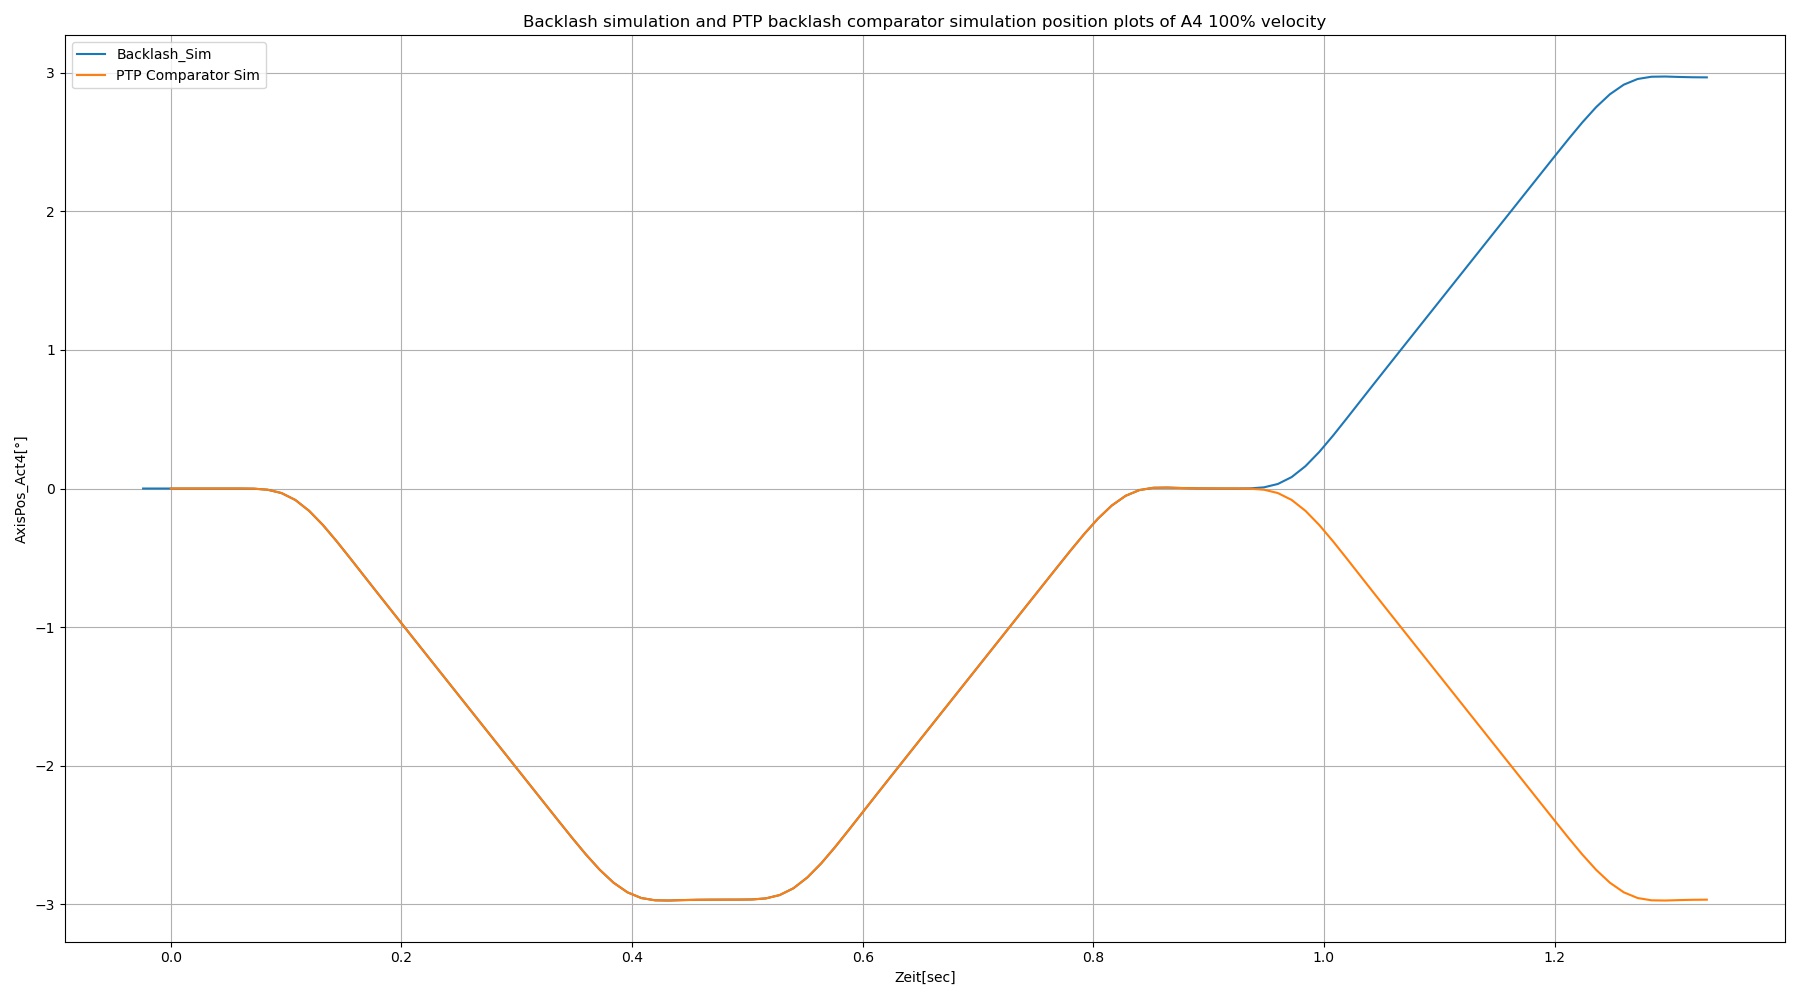 Backlash simulation and PTP backlash comparator simulation position plots of A4 100% velocity
Backlash_Sim
PTP Comparator Sim
3
2
1
0
−1
−2
−3
AxisPos_Act4[°]
0.0 0.2 0.4 0.6 0.8 1.0 1.2
Zeit[sec]